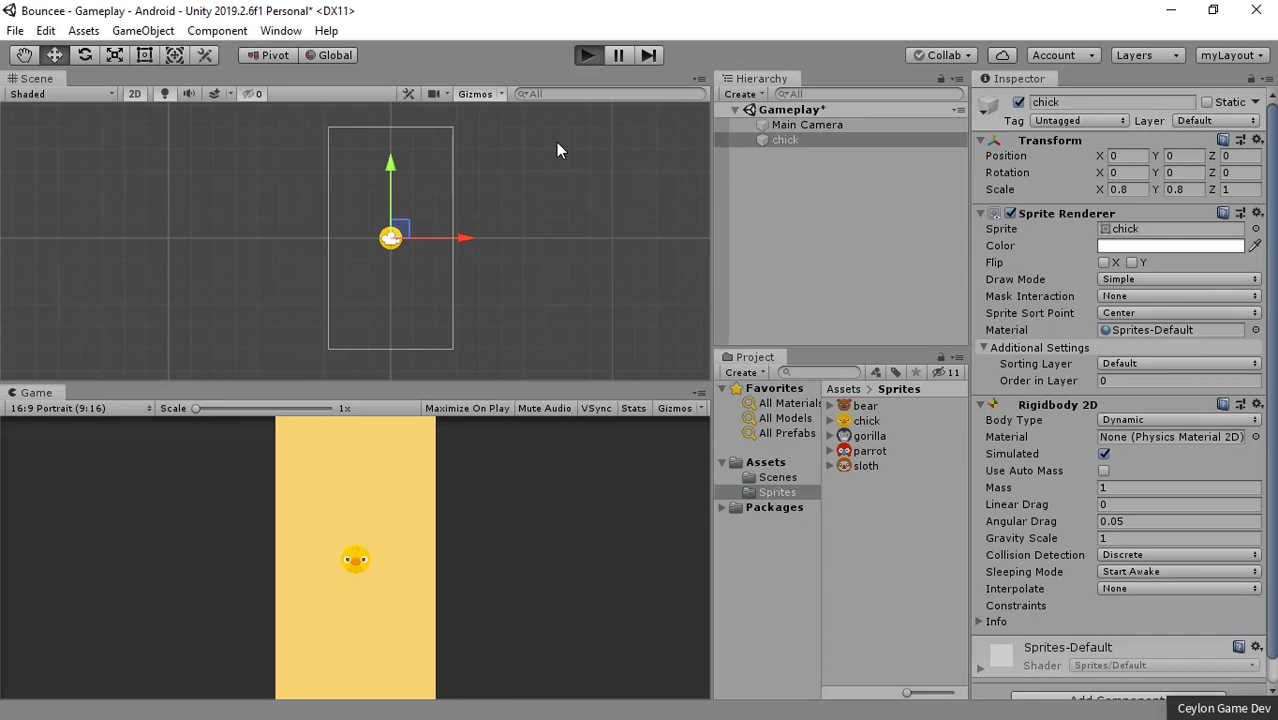 Bouncee - Gameplay - Android - Unity 2019.2.6f1 Personal* <DX11>
File Edit Assets GameObject Component Window Help
Pivot Global Collab Account Layers myLayout
Scene
Shaded 2D 0 Gizmos All
Game
16:9 Portrait (9:16) Scale 1x Maximize On Play Mute Audio VSync Stats Gizmos
Hierarchy
Create All
Gameplay*
Main Camera
chick
Project
Create 11
Favorites
All Materials
All Models
All Prefabs
Assets
Scenes
Sprites
Packages
Assets Sprites
bear
chick
gorilla
parrot
sloth
Inspector
chick Static
Tag Untagged Layer Default
Transform
Position X 0 Y 0 Z 0
Rotation X 0 Y 0 Z 0
Scale X 0.8 Y 0.8 Z 1
Sprite Renderer
Sprite chick
Color
Flip X Y
Draw Mode Simple
Mask Interaction None
Sprite Sort Point Center
Material Sprites-Default
Additional Settings
Sorting Layer Default
Order in Layer 0
Rigidbody 2D
Body Type Dynamic
Material None (Physics Material 2D)
Simulated
Use Auto Mass
Mass 1
Linear Drag 0
Angular Drag 0.05
Gravity Scale 1
Collision Detection Discrete
Sleeping Mode Start Awake
Interpolate None
Constraints
Info
Sprites-Default
Shader Sprites/Default
Ceylon Game Dev